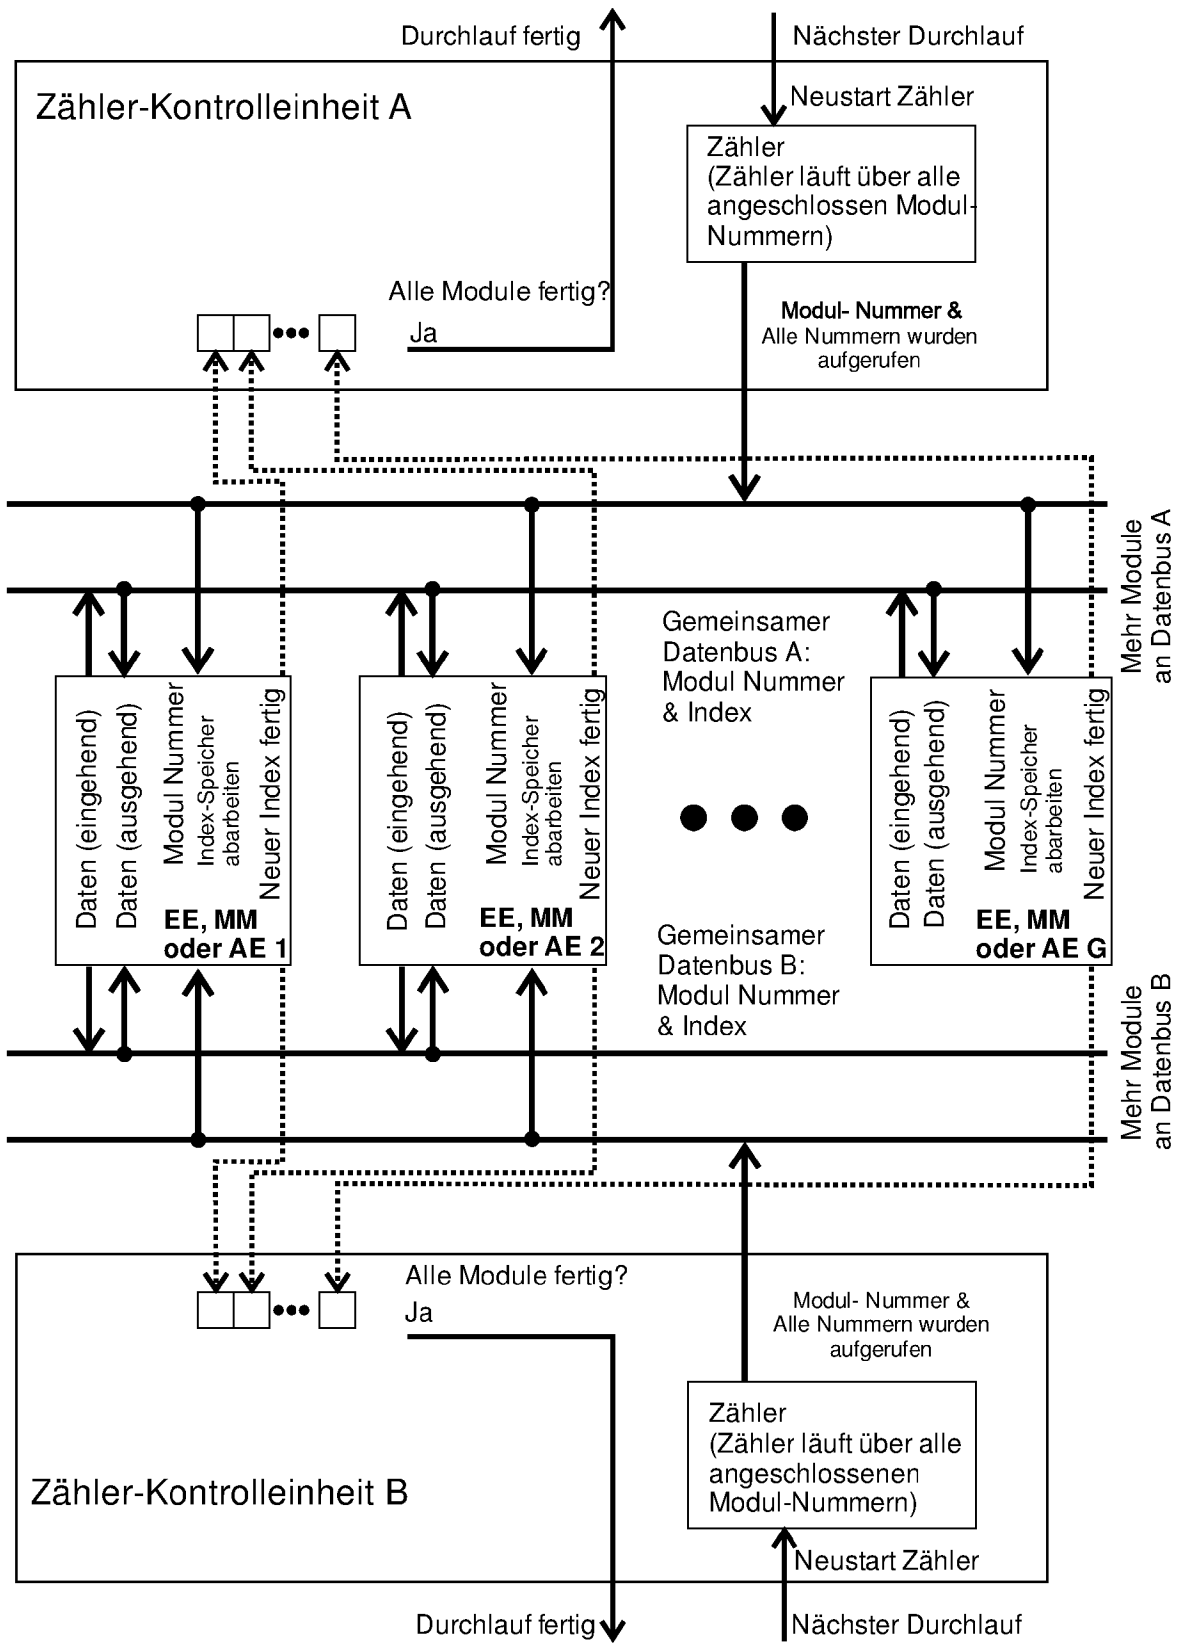 Durchlauf fertig
Nächster Durchlauf
Zähler-Kontrolleinheit A
Neustart Zähler
Zähler
(Zähler läuft über alle
angeschlossen Modul-
Nummern)
Alle Module fertig?
Ja
Modul- Nummer &
Alle Nummern wurden
aufgerufen
Mehr Module
an Datenbus A
Gemeinsamer
Datenbus A:
Modul Nummer
& Index
Daten (eingehend)
Daten (ausgehend)
Modul Nummer
Index-Speicher
abarbeiten
Neuer Index fertig
EE, MM
oder AE 1
Daten (eingehend)
Daten (ausgehend)
Modul Nummer
Index-Speicher
abarbeiten
Neuer Index fertig
EE, MM
oder AE 2
Daten (eingehend)
Daten (ausgehend)
Modul Nummer
Index-Speicher
abarbeiten
Neuer Index fertig
EE, MM
oder AE G
Gemeinsamer
Datenbus B:
Modul Nummer
& Index
Mehr Module
an Datenbus B
Alle Module fertig?
Ja
Modul- Nummer &
Alle Nummern wurden
aufgerufen
Zähler
(Zähler läuft über alle
angeschlossenen
Modul-Nummern)
Zähler-Kontrolleinheit B
Neustart Zähler
Durchlauf fertig
Nächster Durchlauf